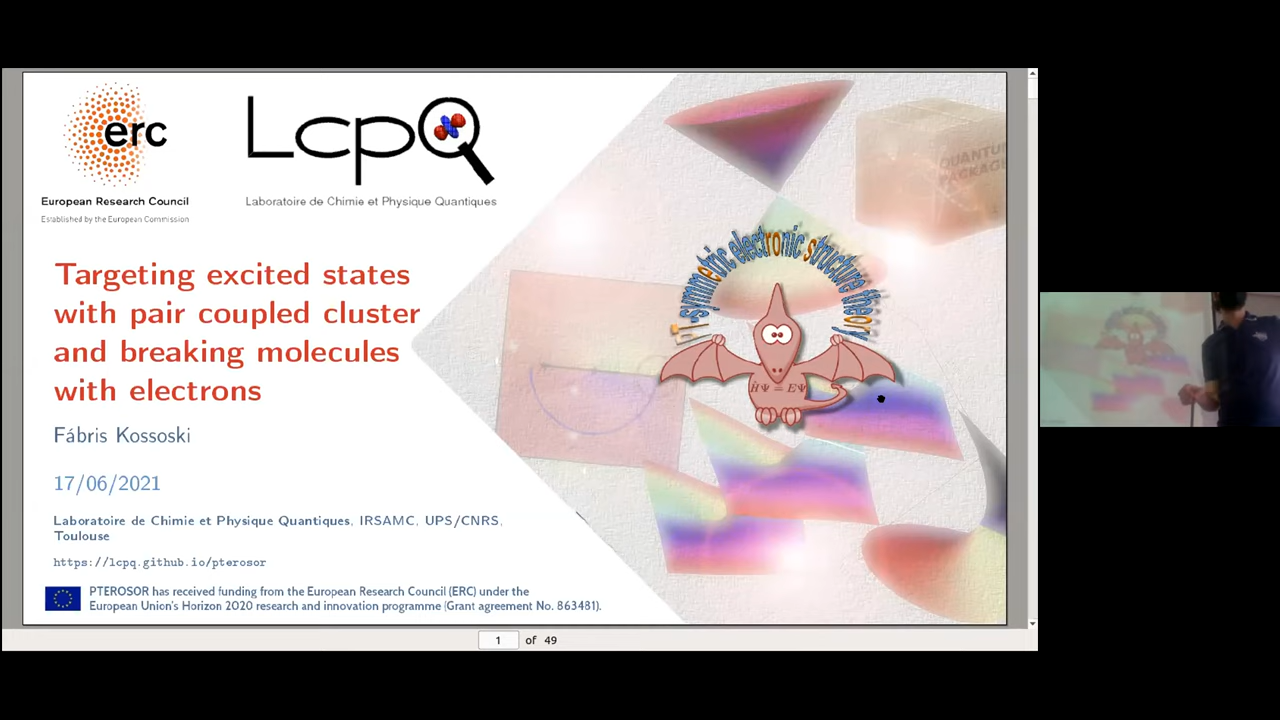 erc
European Research Council
Established by the European Commission
LcpQ
Laboratoire de Chimie et Physique Quantiques
QUANTUM
PACKAGE
PT symmetric electronic structure theory
ĤΨ = EΨ
Targeting excited states
with pair coupled cluster
and breaking molecules
with electrons
Fábris Kossoski
17/06/2021
Laboratoire de Chimie et Physique Quantiques, IRSAMC, UPS/CNRS,
Toulouse
https://lcpq.github.io/pterosor
PTEROSOR has received funding from the European Research Council (ERC) under the
European Union's Horizon 2020 research and innovation programme (Grant agreement No. 863481).
1 of 49